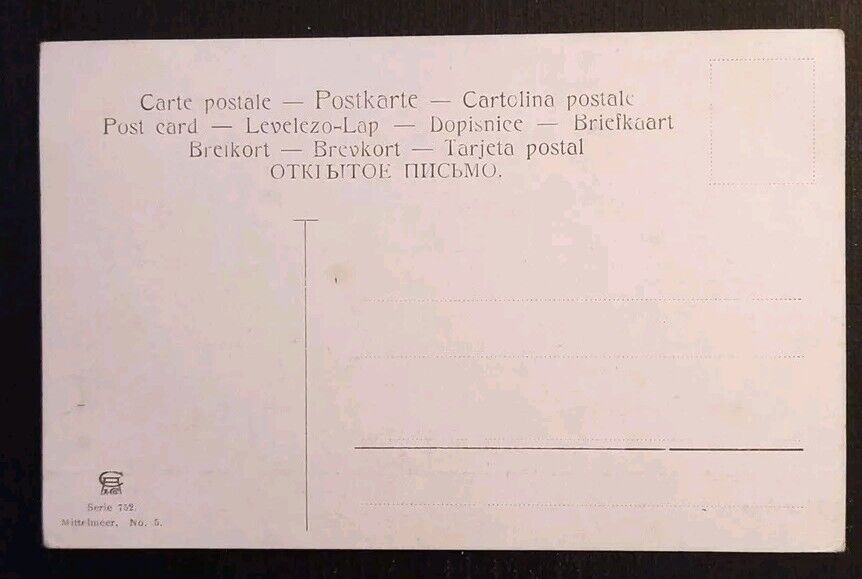 Carte postale — Postkarte — Cartolina postale
Post card — Levelezo-Lap — Dopisnice — Briefkaart
Brefkort — Brevkort — Tarjeta postal
ОТКРЫТОЕ ПИСЬМО.
Serie 752.
Mittelmeer. No. 5.